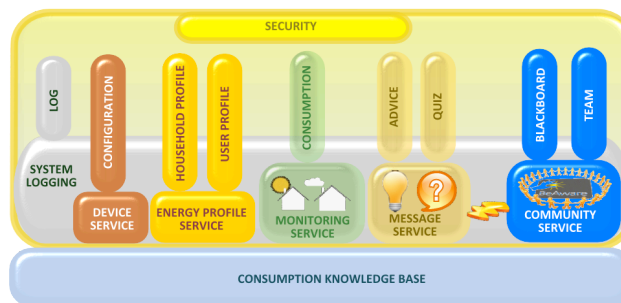 SECURITY
LOG
CONFIGURATION
HOUSEHOLD PROFILE
USER PROFILE
CONSUMPTION
ADVICE
QUIZ
BLACKBOARD
TEAM
SYSTEM
LOGGING
DEVICE
SERVICE
ENERGY PROFILE
SERVICE
MONITORING
SERVICE
?
MESSAGE
SERVICE
BeAware
COMMUNITY
SERVICE
CONSUMPTION KNOWLEDGE BASE